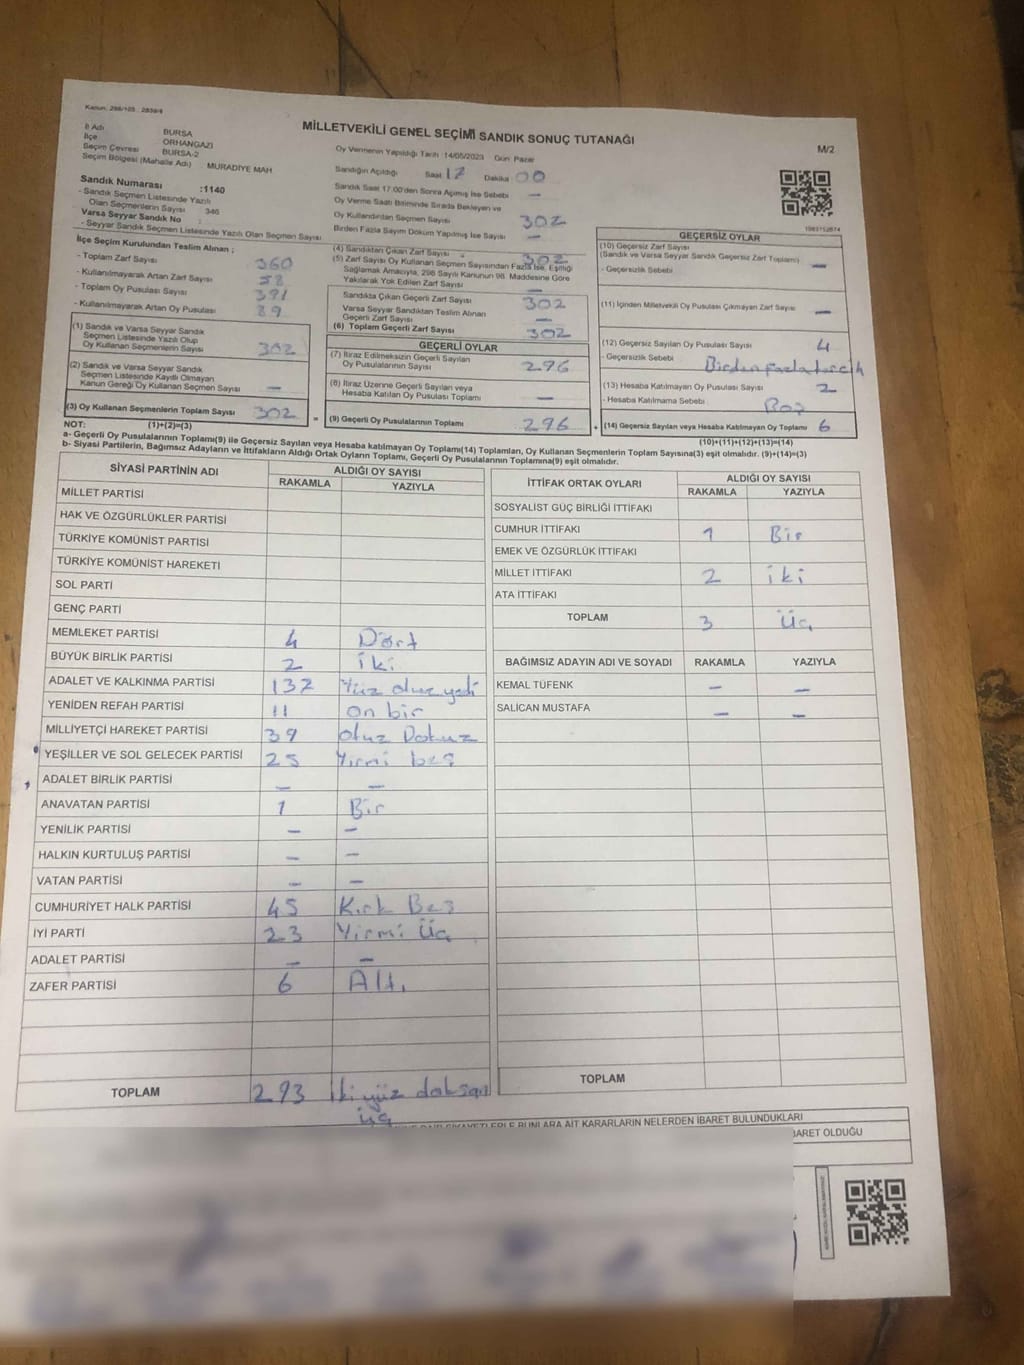 Kanun: 298/105 , 2839/4
MİLLETVEKİLİ GENEL SEÇİMİ SANDIK SONUÇ TUTANAĞI
M/2
İl Adı BURSA
İlçe ORHANGAZİ
Seçim Çevresi BURSA-2
Seçim Bölgesi (Mahalle Adı) MURADİYE MAH
Sandık Numarası :1140
- Sandık Seçmen Listesinde Yazılı
Olan Seçmenlerin Sayısı 346
Varsa Seyyar Sandık No :
- Seyyar Sandık Seçmen Listesinde Yazılı Olan Seçmen Sayısı
Oy Vermenin Yapıldığı Tarih :14/05/2023 Gün: Pazar
Sandığın Açıldığı Saat 17 Dakika 00
Sandık Saat 17.00'den Sonra Açılmış İse Sebebi —
Oy Verme Saati Bitiminde Sırada Bekleyen ve
Oy Kullandırılan Seçmen Sayısı 302
Birden Fazla Sayım Döküm Yapılmış İse Sayısı —
İlçe Seçim Kurulundan Teslim Alınan ;
- Toplam Zarf Sayısı 360
- Kullanılmayarak Artan Zarf Sayısı 58
- Toplam Oy Pusulası Sayısı 391
- Kullanılmayarak Artan Oy Pusulası 89
(1) Sandık ve Varsa Seyyar Sandık
Seçmen Listesinde Yazılı Olup
Oy Kullanan Seçmenlerin Sayısı 302
(2) Sandık ve Varsa Seyyar Sandık
Seçmen Listesinde Kayıtlı Olmayan
Kanun Gereği Oy Kullanan Seçmen Sayısı —
(3) Oy Kullanan Seçmenlerin Toplam Sayısı 302
(1)+(2)=(3)
(4) Sandıktan Çıkan Zarf Sayısı 302
(5) Zarf Sayısı Oy Kullanan Seçmen Sayısından Fazla İse, Eşitliği
Sağlamak Amacıyla, 298 Sayılı Kanunun 98. Maddesine Göre
Yakılarak Yok Edilen Zarf Sayısı —
Sandıkta Çıkan Geçerli Zarf Sayısı 302
Varsa Seyyar Sandıktan Teslim Alınan
Geçerli Zarf Sayısı —
(6) Toplam Geçerli Zarf Sayısı 302
GEÇERLİ OYLAR
(7) İtiraz Edilmeksizin Geçerli Sayılan
Oy Pusulalarının Sayısı 296
(8) İtiraz Üzerine Geçerli Sayılan veya
Hesaba Katılan Oy Pusulası Toplamı —
= (9) Geçerli Oy Pusulalarının Toplamı 296 +
GEÇERSİZ OYLAR
(10) Geçersiz Zarf Sayısı
(Sandık ve Varsa Seyyar Sandık Geçersiz Zarf Toplamı) —
- Geçersizlik Sebebi
(11) İçinden Milletvekili Oy Pusulası Çıkmayan Zarf Sayısı —
(12) Geçersiz Sayılan Oy Pusulası Sayısı 4
- Geçersizlik Sebebi Birden fazla tercih
(13) Hesaba Katılmayan Oy Pusulası Sayısı 2
- Hesaba Katılmama Sebebi Boş
(14) Geçersiz Sayılan veya Hesaba Katılmayan Oy Toplamı 6
(10)+(11)+(12)+(13)=(14)
NOT:
a- Geçerli Oy Pusulalarının Toplamı(9) ile Geçersiz Sayılan veya Hesaba katılmayan Oy Toplamı(14) Toplamları, Oy Kullanan Seçmenlerin Toplam Sayısına(3) eşit olmalıdır. (9)+(14)=(3)
b- Siyasi Partilerin, Bağımsız Adayların ve İttifakların Aldığı Ortak Oyların Toplamı, Geçerli Oy Pusulalarının Toplamına(9) eşit olmalıdır.
SİYASİ PARTİNİN ADI ALDIĞI OY SAYISI
RAKAMLA YAZIYLA
MİLLET PARTİSİ
HAK VE ÖZGÜRLÜKLER PARTİSİ
TÜRKİYE KOMÜNİST PARTİSİ
TÜRKİYE KOMÜNİST HAREKETİ
SOL PARTİ
GENÇ PARTİ
MEMLEKET PARTİSİ 4 Dört
BÜYÜK BİRLİK PARTİSİ 2 iki
ADALET VE KALKINMA PARTİSİ 137 Yüz otuz yedi
YENİDEN REFAH PARTİSİ 11 on bir
MİLLİYETÇİ HAREKET PARTİSİ 39 otuz Dokuz
YEŞİLLER VE SOL GELECEK PARTİSİ 25 Yirmi beş
ADALET BİRLİK PARTİSİ — —
ANAVATAN PARTİSİ 1 Bir
YENİLİK PARTİSİ — —
HALKIN KURTULUŞ PARTİSİ — —
VATAN PARTİSİ — —
CUMHURİYET HALK PARTİSİ 45 Kırk Beş
İYİ PARTİ 23 Yirmi Üç
ADALET PARTİSİ — —
ZAFER PARTİSİ 6 Altı
TOPLAM 293 İki yüz doksan
üç
İTTİFAK ORTAK OYLARI ALDIĞI OY SAYISI
RAKAMLA YAZIYLA
SOSYALİST GÜÇ BİRLİĞİ İTTİFAKI
CUMHUR İTTİFAKI 1 Bir
EMEK VE ÖZGÜRLÜK İTTİFAKI
MİLLET İTTİFAKI 2 iki
ATA İTTİFAKI
TOPLAM 3 Üç
BAĞIMSIZ ADAYIN ADI VE SOYADI RAKAMLA YAZIYLA
KEMAL TÜFENK — —
SALİCAN MUSTAFA — —
TOPLAM
BUNLARA AİT KARARLARIN NELERDEN İBARET BULUNDUKLARI
İBARET OLDUĞU